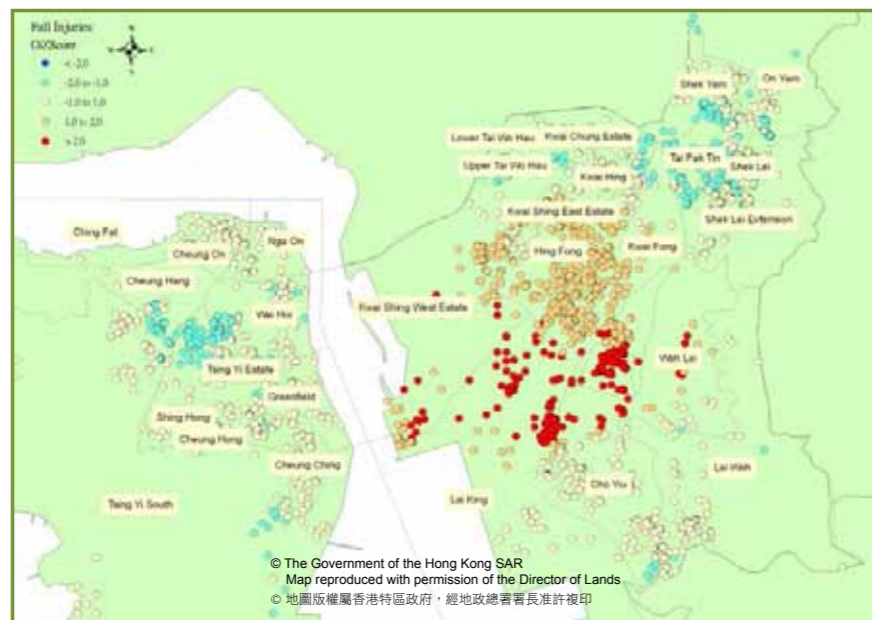 Fall Injuries
GiZScore
< -2.0
-2.0 to -1.0
-1.0 to 1.0
1.0 to 2.0
> 2.0
N
Shek Yam
On Yam
Lower Tai Wo Hau
Kwai Chung Estate
Tai Pak Tin
Shek Lei
Upper Tai Wo Hau
Kwai Hing
Kwai Shing East Estate
Shek Lei Extension
Ching Fat
Nga On
Cheung On
Hing Fong
Kwai Fong
Cheung Hang
Wai Hoi
Kwai Shing West Estate
Tsing Yi Estate
Wah Lai
Greenfield
Shing Hong
Cheung Hong
Cheung Ching
Lai Wah
Cho Yiu
Tsing Yi South
Lai King
© The Government of the Hong Kong SAR
Map reproduced with permission of the Director of Lands
© 地圖版權屬香港特區政府，經地政總署署長准許複印